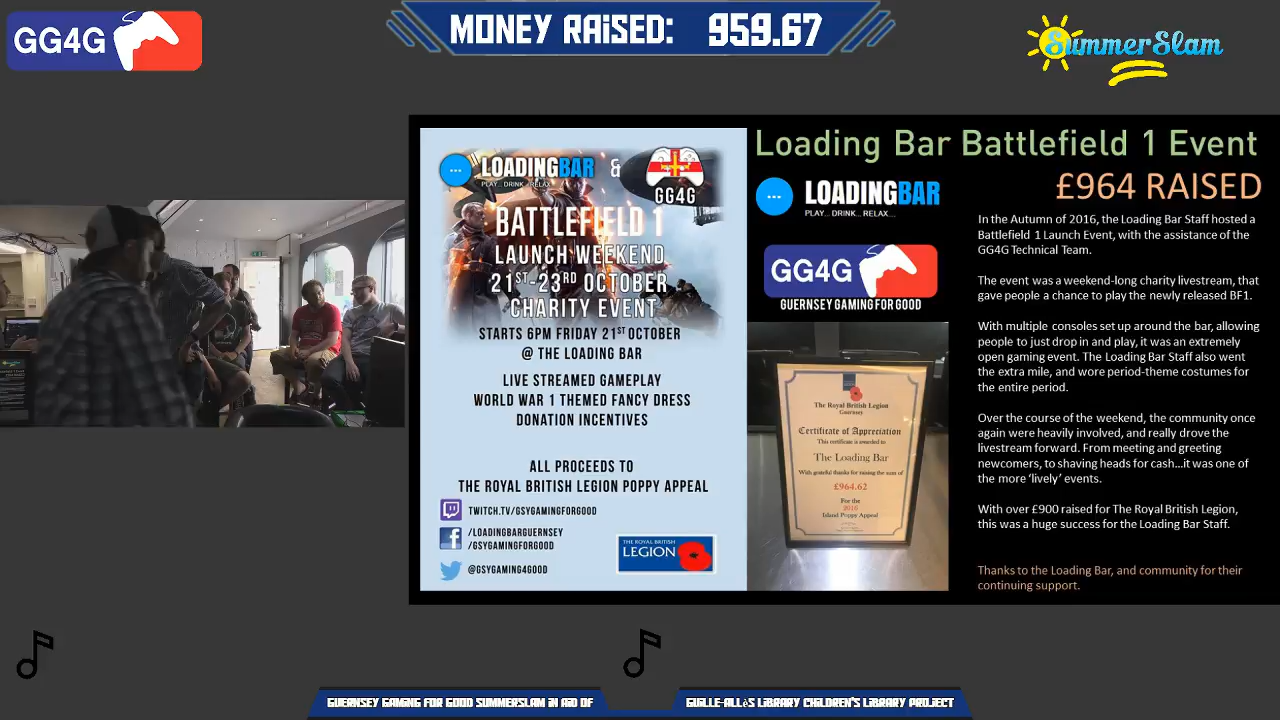 GG4G
MONEY RAISED: 959.67
SummerSlam
LOADINGBAR &
PLAY... DRINK... RELAX...
GG4G
BATTLEFIELD 1
LAUNCH WEEKEND
21ST-23RD OCTOBER
CHARITY EVENT
STARTS 6PM FRIDAY 21ST OCTOBER
@ THE LOADING BAR
LIVE STREAMED GAMEPLAY
WORLD WAR 1 THEMED FANCY DRESS
DONATION INCENTIVES
ALL PROCEEDS TO
THE ROYAL BRITISH LEGION POPPY APPEAL
TWITCH.TV/GSYGAMINGFORGOOD
/LOADINGBARGUERNSEY
/GSYGAMINGFORGOOD
@GSYGAMING4GOOD
THE ROYAL BRITISH
LEGION
Loading Bar Battlefield 1 Event
£964 RAISED
LOADINGBAR
PLAY... DRINK... RELAX...
GG4G
GUERNSEY GAMING FOR GOOD
The Royal British Legion
Guernsey
Certificate of Appreciation
This certificate is awarded to
The Loading Bar
With grateful thanks for raising the sum of
£964.62
For the
2016
Island Poppy Appeal
In the Autumn of 2016, the Loading Bar Staff hosted a
Battlefield 1 Launch Event, with the assistance of the
GG4G Technical Team.
The event was a weekend-long charity livestream, that
gave people a chance to play the newly released BF1.
With multiple consoles set up around the bar, allowing
people to just drop in and play, it was an extremely
open gaming event. The Loading Bar Staff also went
the extra mile, and wore period-theme costumes for
the entire period.
Over the course of the weekend, the community once
again were heavily involved, and really drove the
livestream forward. From meeting and greeting
newcomers, to shaving heads for cash...it was one of
the more 'lively' events.
With over £900 raised for The Royal British Legion,
this was a huge success for the Loading Bar Staff.
Thanks to the Loading Bar, and community for their
continuing support.
GUERNSEY GAMING FOR GOOD SUMMERSLAM IN AID OF
GUILLE-ALLÈS LIBRARY CHILDREN'S LIBRARY PROJECT